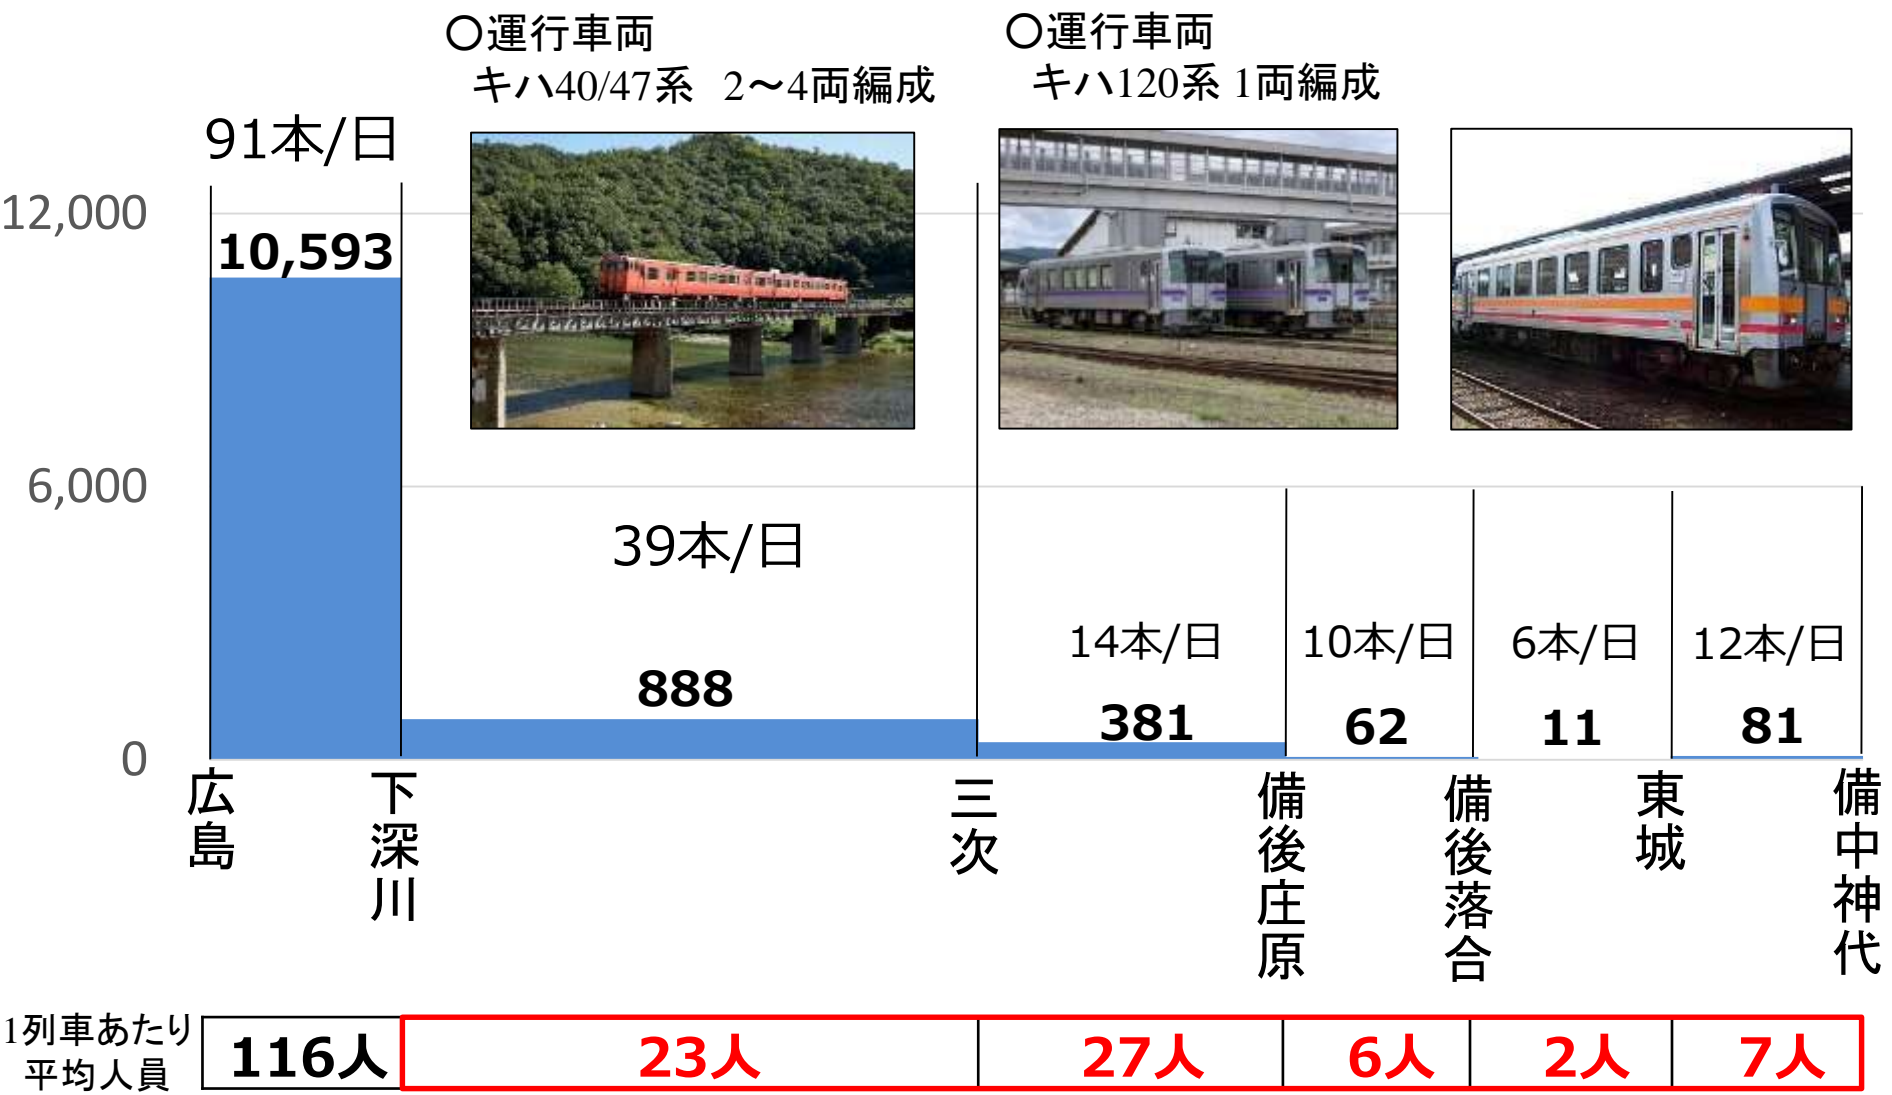 〇運行車両
キハ40/47系　2～4両編成
〇運行車両
キハ120系 1両編成
91本/日
12,000
10,593
6,000
39本/日
14本/日
10本/日
6本/日
12本/日
888
381
62
11
81
0
広島
下深川
三次
備後庄原
備後落合
東城
備中神代
1列車あたり
平均人員
116人
23人
27人
6人
2人
7人